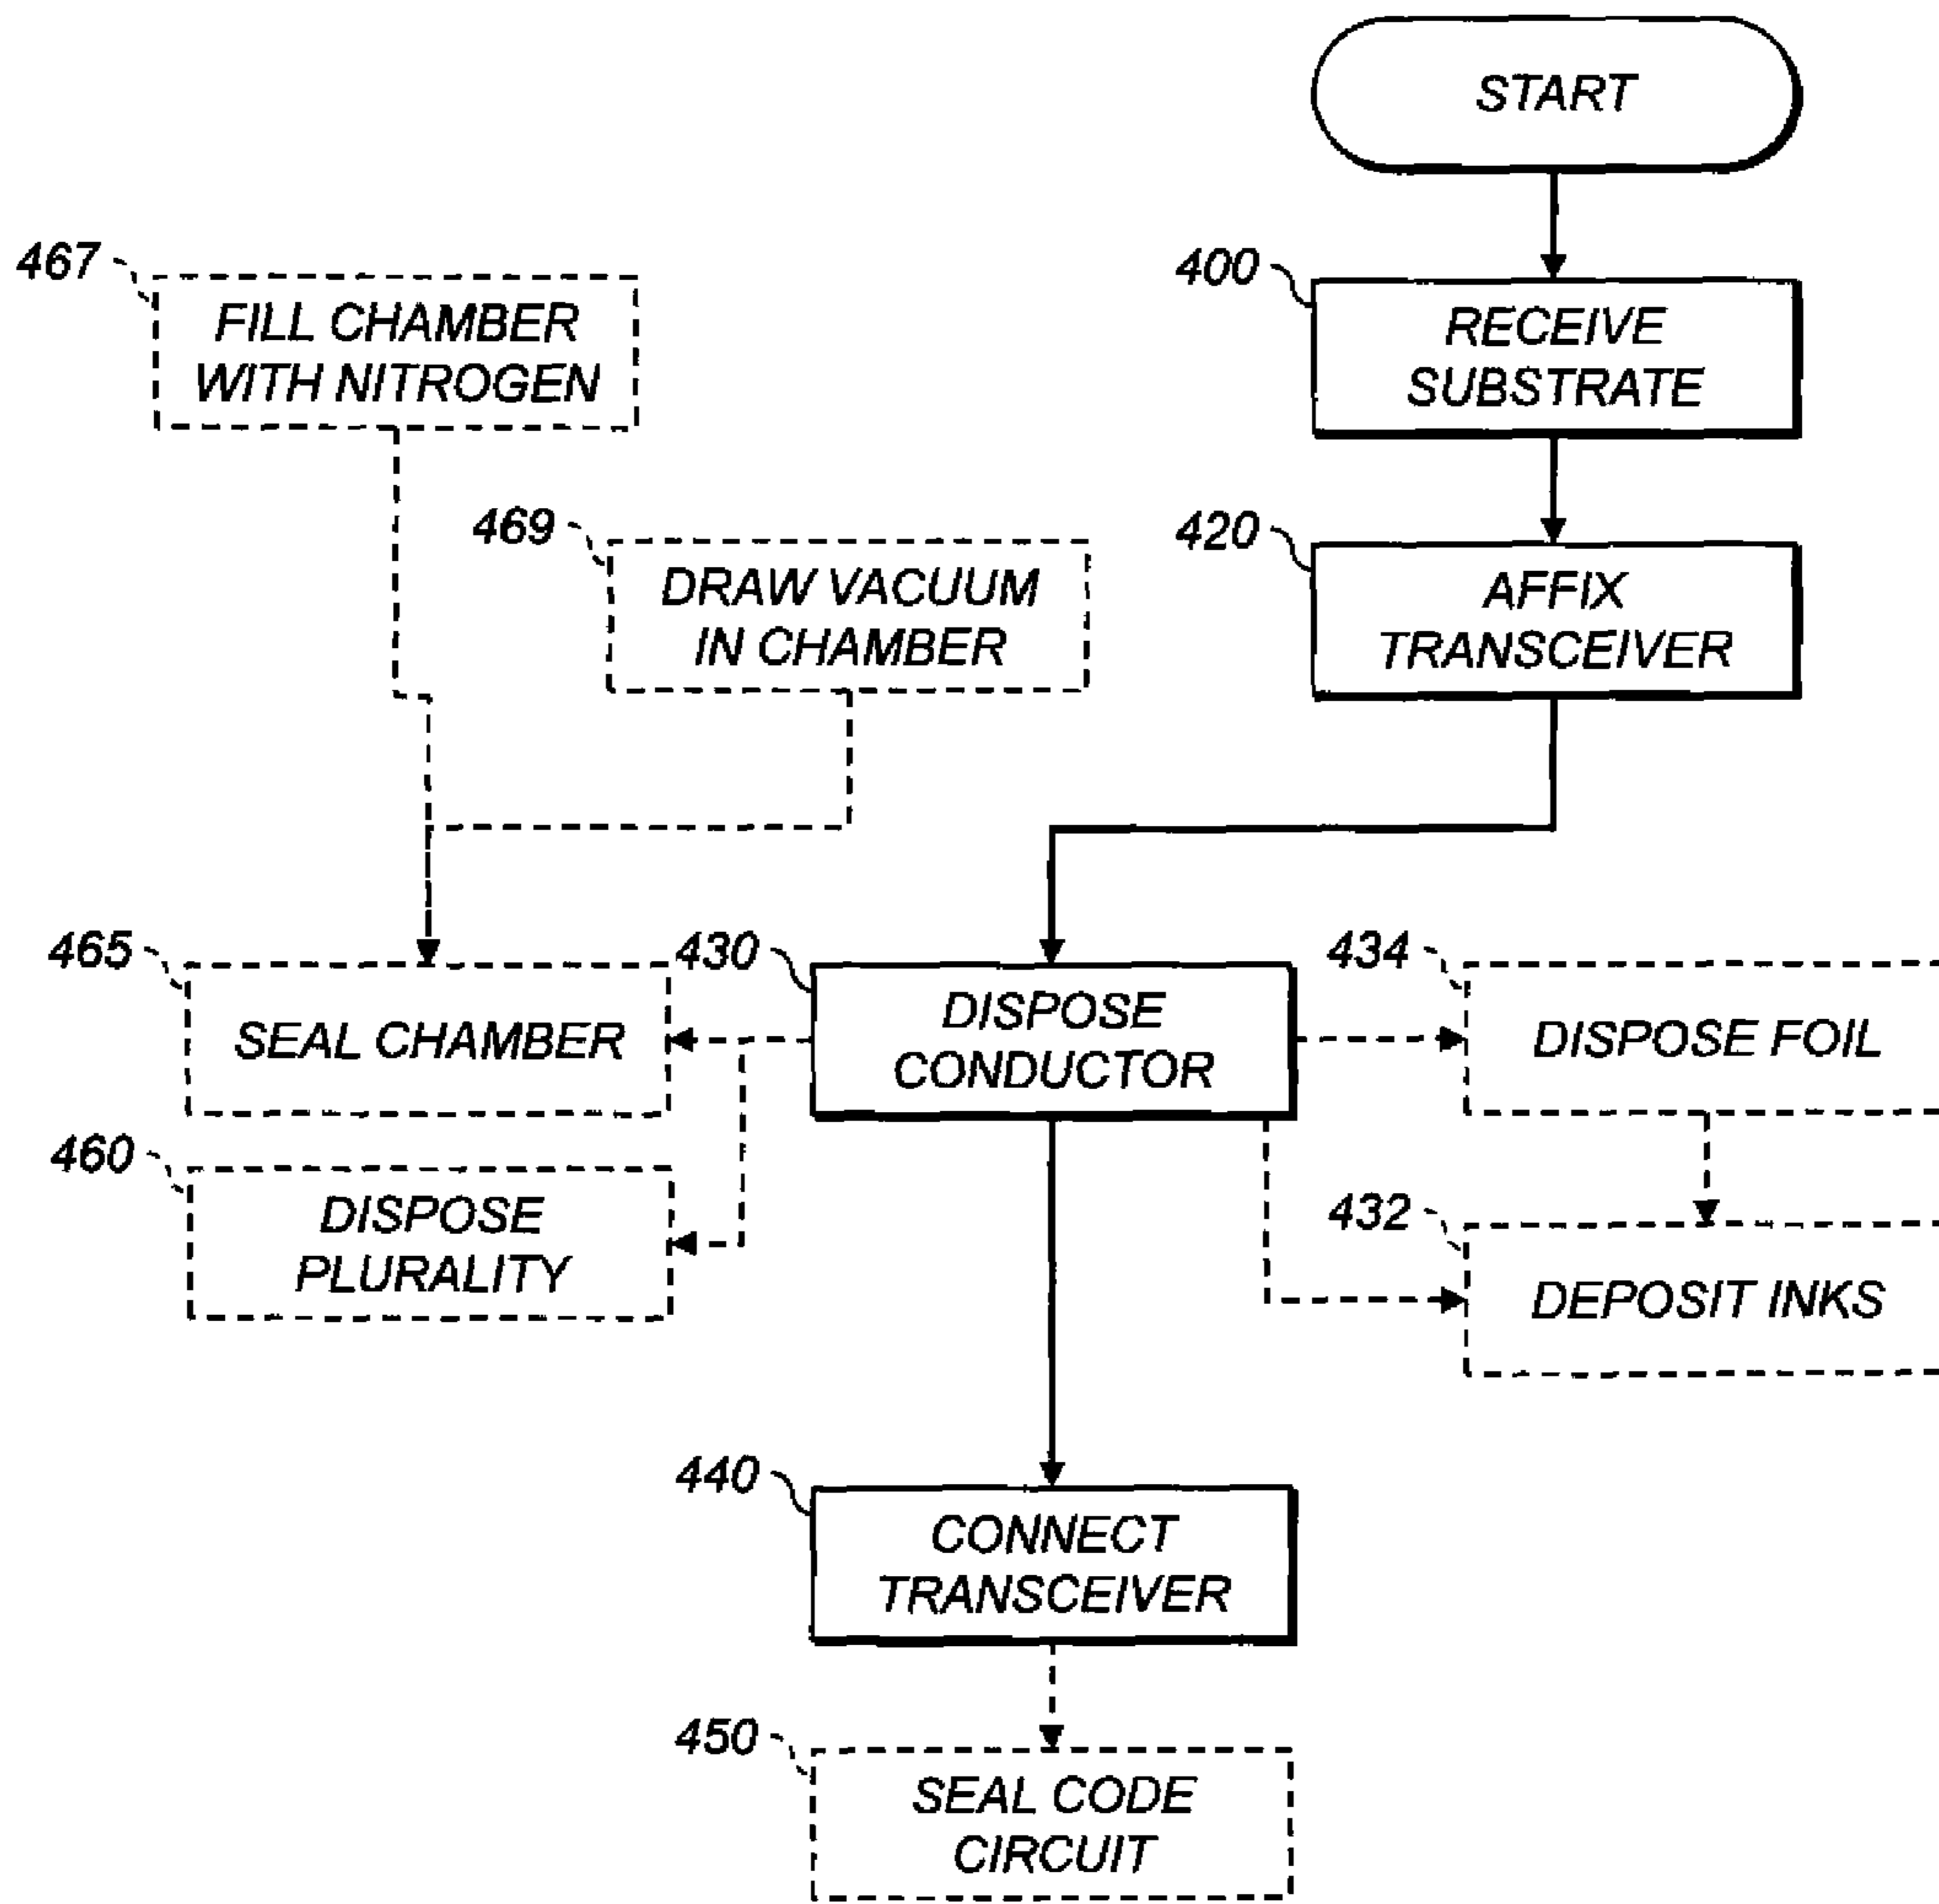 START
400
RECEIVE
SUBSTRATE
467
FILL CHAMBER
WITH NITROGEN
469
DRAW VACUUM
IN CHAMBER
420
AFFIX
TRANSCEIVER
465
SEAL CHAMBER
430
DISPOSE
CONDUCTOR
434
DISPOSE FOIL
460
DISPOSE
PLURALITY
432
DEPOSIT INKS
440
CONNECT
TRANSCEIVER
450
SEAL CODE
CIRCUIT